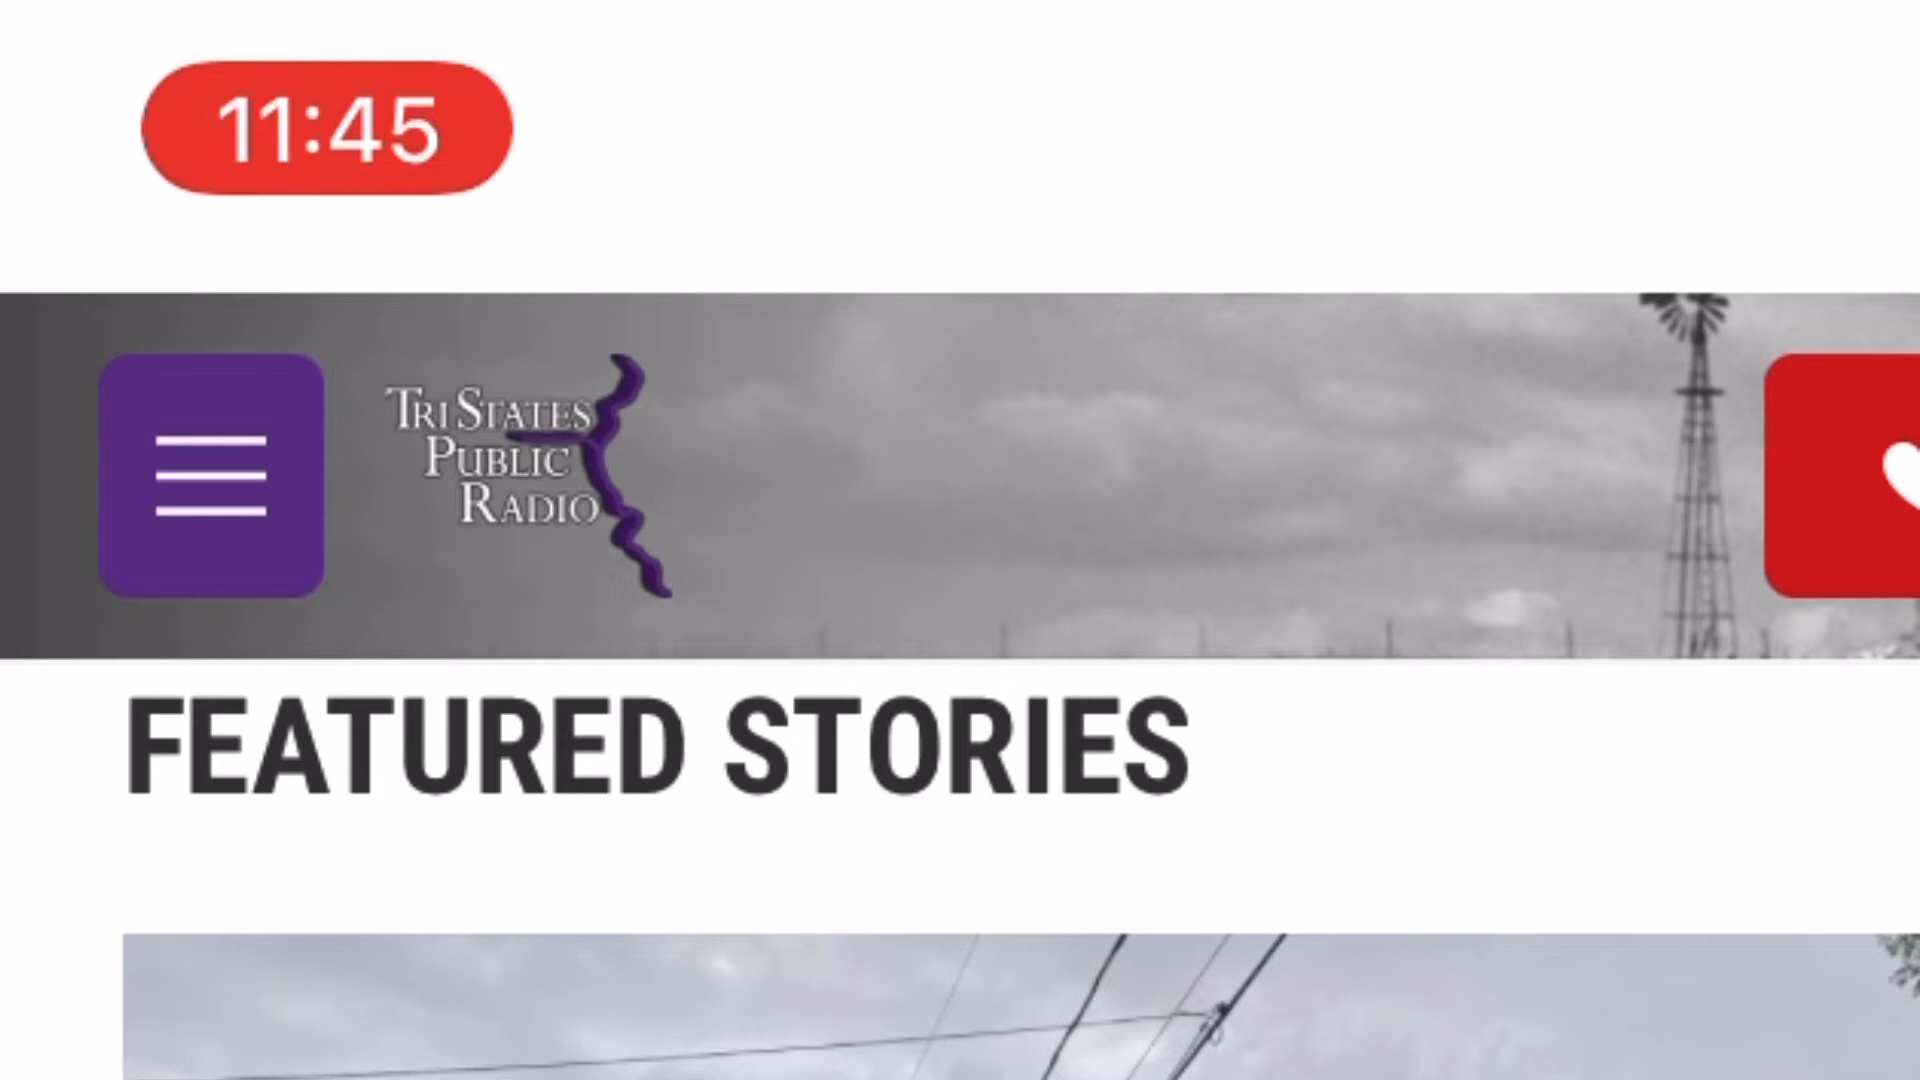 11:45
TRI STATES
PUBLIC
RADIO
FEATURED STORIES